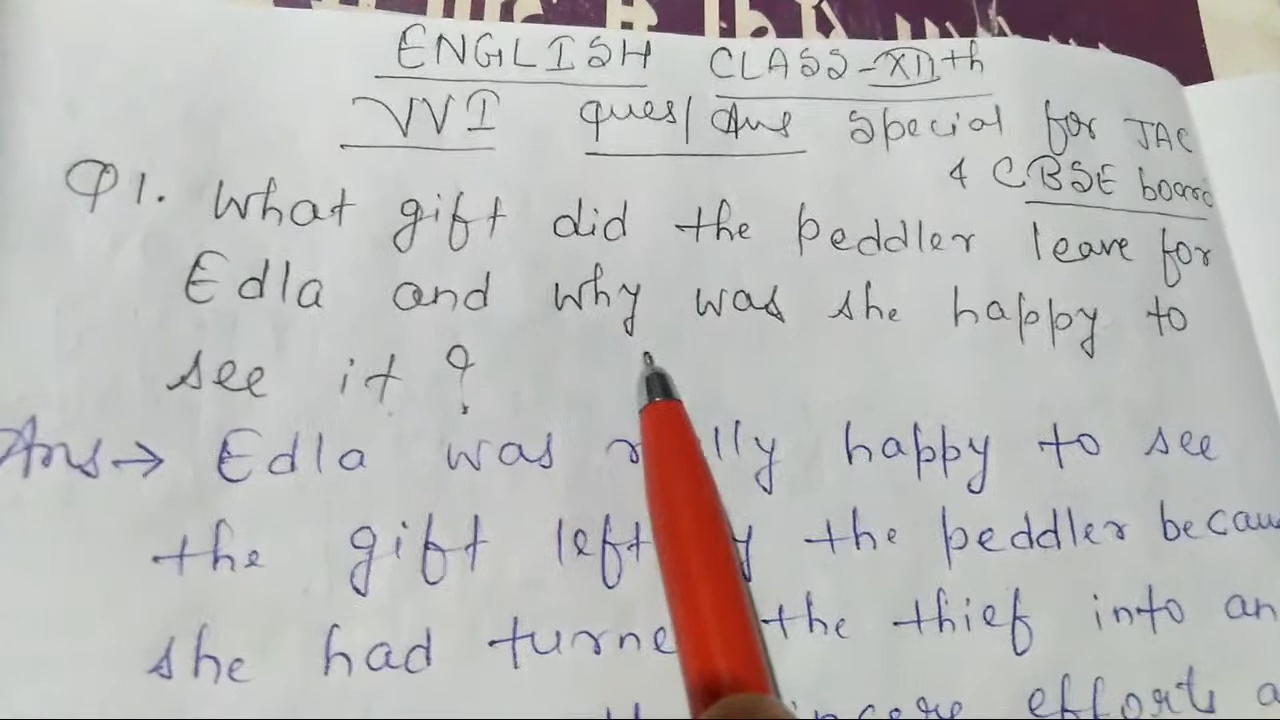 ENGLISH CLASS-XIIth
VVI ques/Ans special for JAC
& CBSE board
Q1. What gift did the peddler leave for
Edla and why was she happy to
see it?
Ans→ Edla was happy to see
the gift left the peddler becau
she had turne the thief into an
efforts a